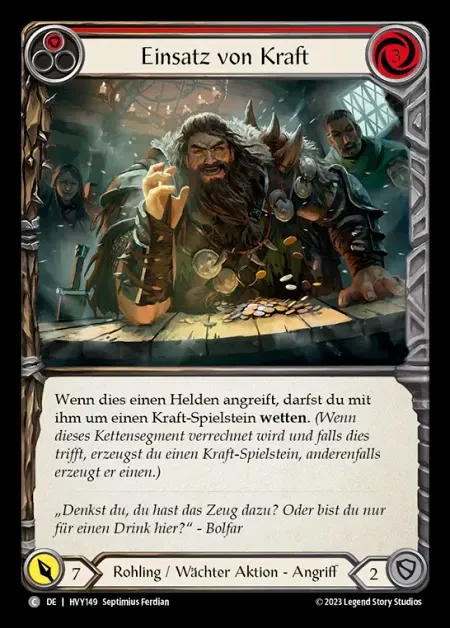 Einsatz von Kraft
3
Wenn dies einen Helden angreift, darfst du mit
ihm um einen Kraft-Spielstein wetten. (Wenn
dieses Kettensegment verrechnet wird und falls dies
trifft, erzeugst du einen Kraft-Spielstein, anderenfalls
erzeugt er einen.)
„Denkst du, du hast das Zeug dazu? Oder bist du nur
für einen Drink hier?“ - Bolfar
7
Rohling / Wächter Aktion - Angriff
2
C DE | HVY149 Septimius Ferdian
© 2023 Legend Story Studios